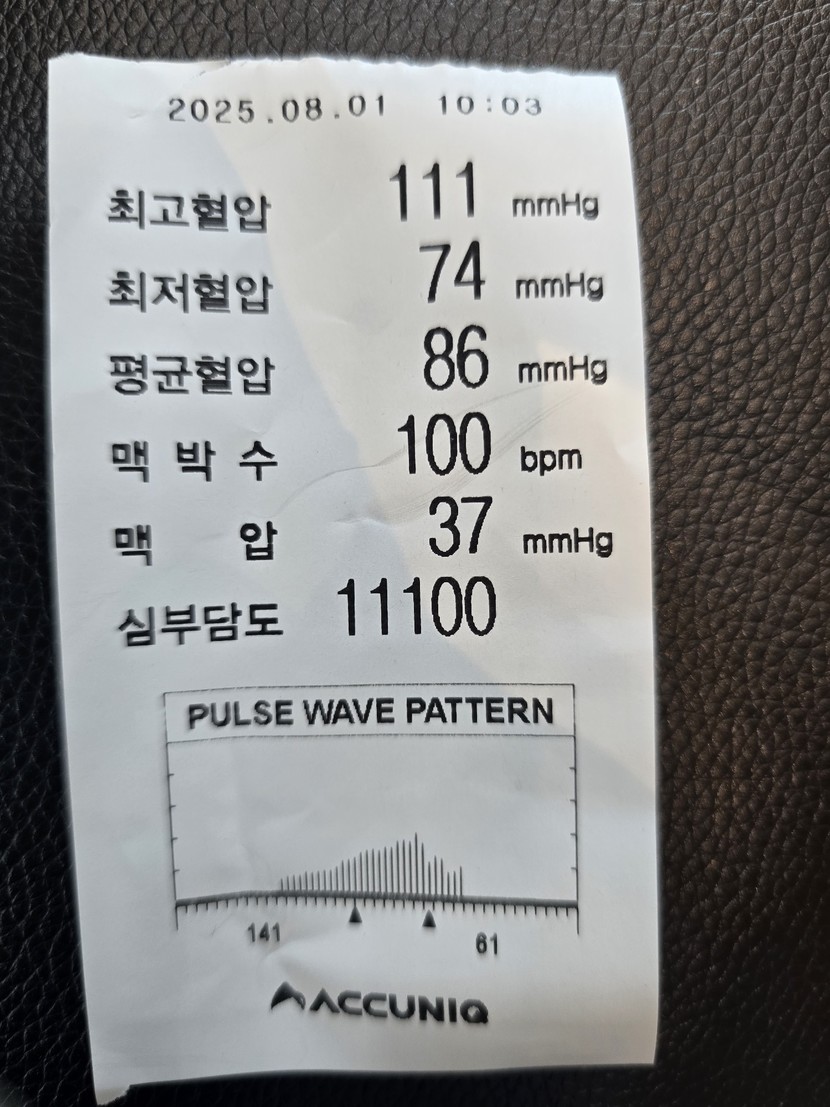 2025.08.01 10:03
최고혈압 111 mmHg
최저혈압 74 mmHg
평균혈압 86 mmHg
맥 박 수 100 bpm
맥 압 37 mmHg
심부담도 11100
PULSE WAVE PATTERN
141 61
ACCUNIQ